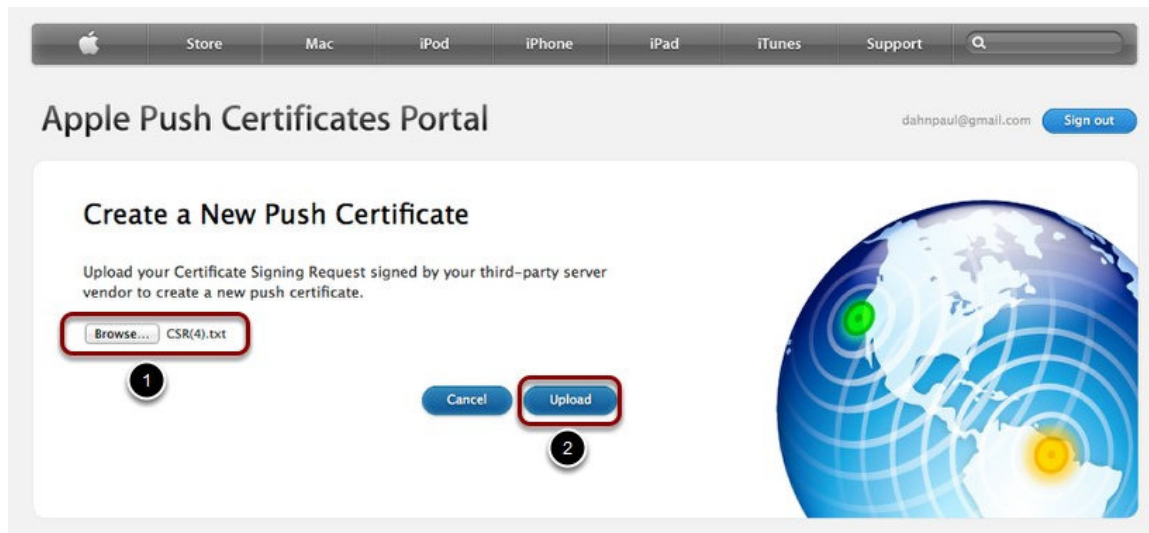 Store Mac iPod iPhone iPad iTunes Support
Apple Push Certificates Portal
dahnpaul@gmail.com Sign out
Create a New Push Certificate
Upload your Certificate Signing Request signed by your third-party server
vendor to create a new push certificate.
Browse... CSR(4).txt
1
Cancel Upload
2